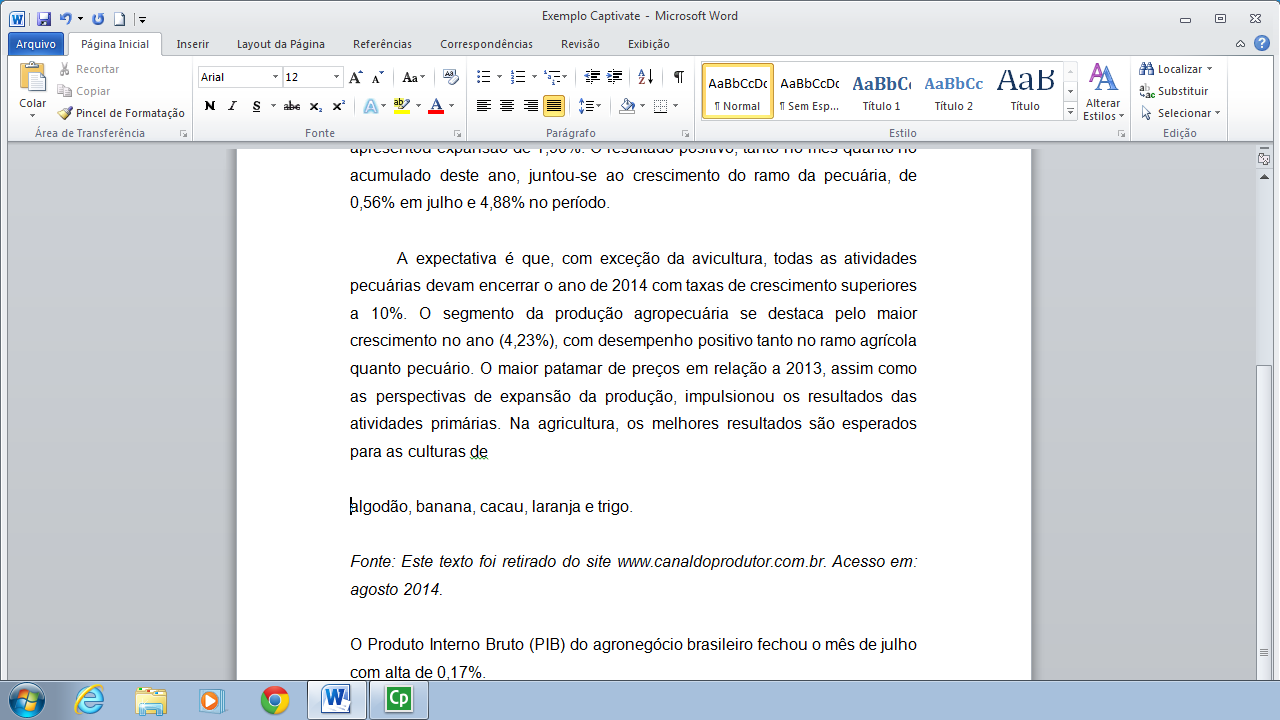 Exemplo Captivate - Microsoft Word
Arquivo Página Inicial Inserir Layout da Página Referências Correspondências Revisão Exibição
Colar
Recortar
Copiar
Pincel de Formatação
Área de Transferência
Arial 12
N I S abc x₂ x²
Fonte
Parágrafo
AaBbCcDc AaBbCcDc AaBbCc AaBbCc AaB
¶ Normal ¶ Sem Esp... Título 1 Título 2 Título
Alterar Estilos
Estilo
Localizar
Substituir
Selecionar
Edição
apresentou expansão de 1,90%. O resultado positivo, tanto no mês quanto no
acumulado deste ano, juntou-se ao crescimento do ramo da pecuária, de
0,56% em julho e 4,88% no período.
A expectativa é que, com exceção da avicultura, todas as atividades
pecuárias devam encerrar o ano de 2014 com taxas de crescimento superiores
a 10%. O segmento da produção agropecuária se destaca pelo maior
crescimento no ano (4,23%), com desempenho positivo tanto no ramo agrícola
quanto pecuário. O maior patamar de preços em relação a 2013, assim como
as perspectivas de expansão da produção, impulsionou os resultados das
atividades primárias. Na agricultura, os melhores resultados são esperados
para as culturas de
algodão, banana, cacau, laranja e trigo.
Fonte: Este texto foi retirado do site www.canaldoprodutor.com.br. Acesso em:
agosto 2014.
O Produto Interno Bruto (PIB) do agronegócio brasileiro fechou o mês de julho
com alta de 0,17%.